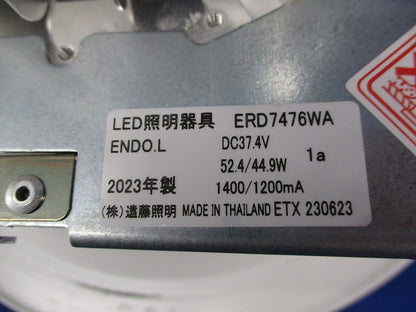 LED照明器具 ERD7476WA
ENDO.L DC37.4V
52.4/44.9W 1a
2023年製 1400/1200mA
(株)遠藤照明 MADE IN THAILAND ETX 230623